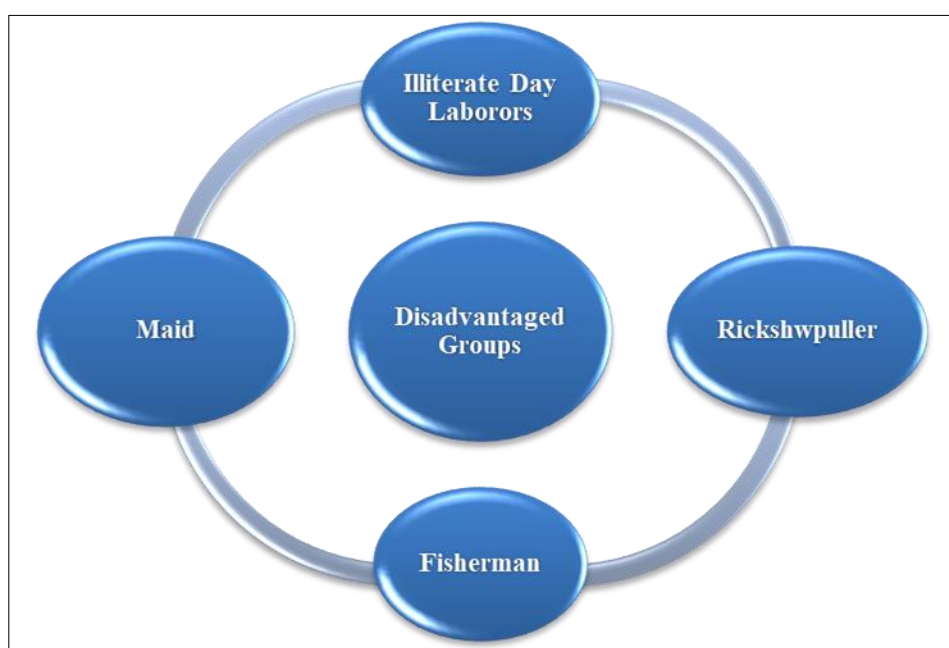 Illiterate Day
Laborors
Maid
Disadvantaged
Groups
Rickshwpuller
Fisherman